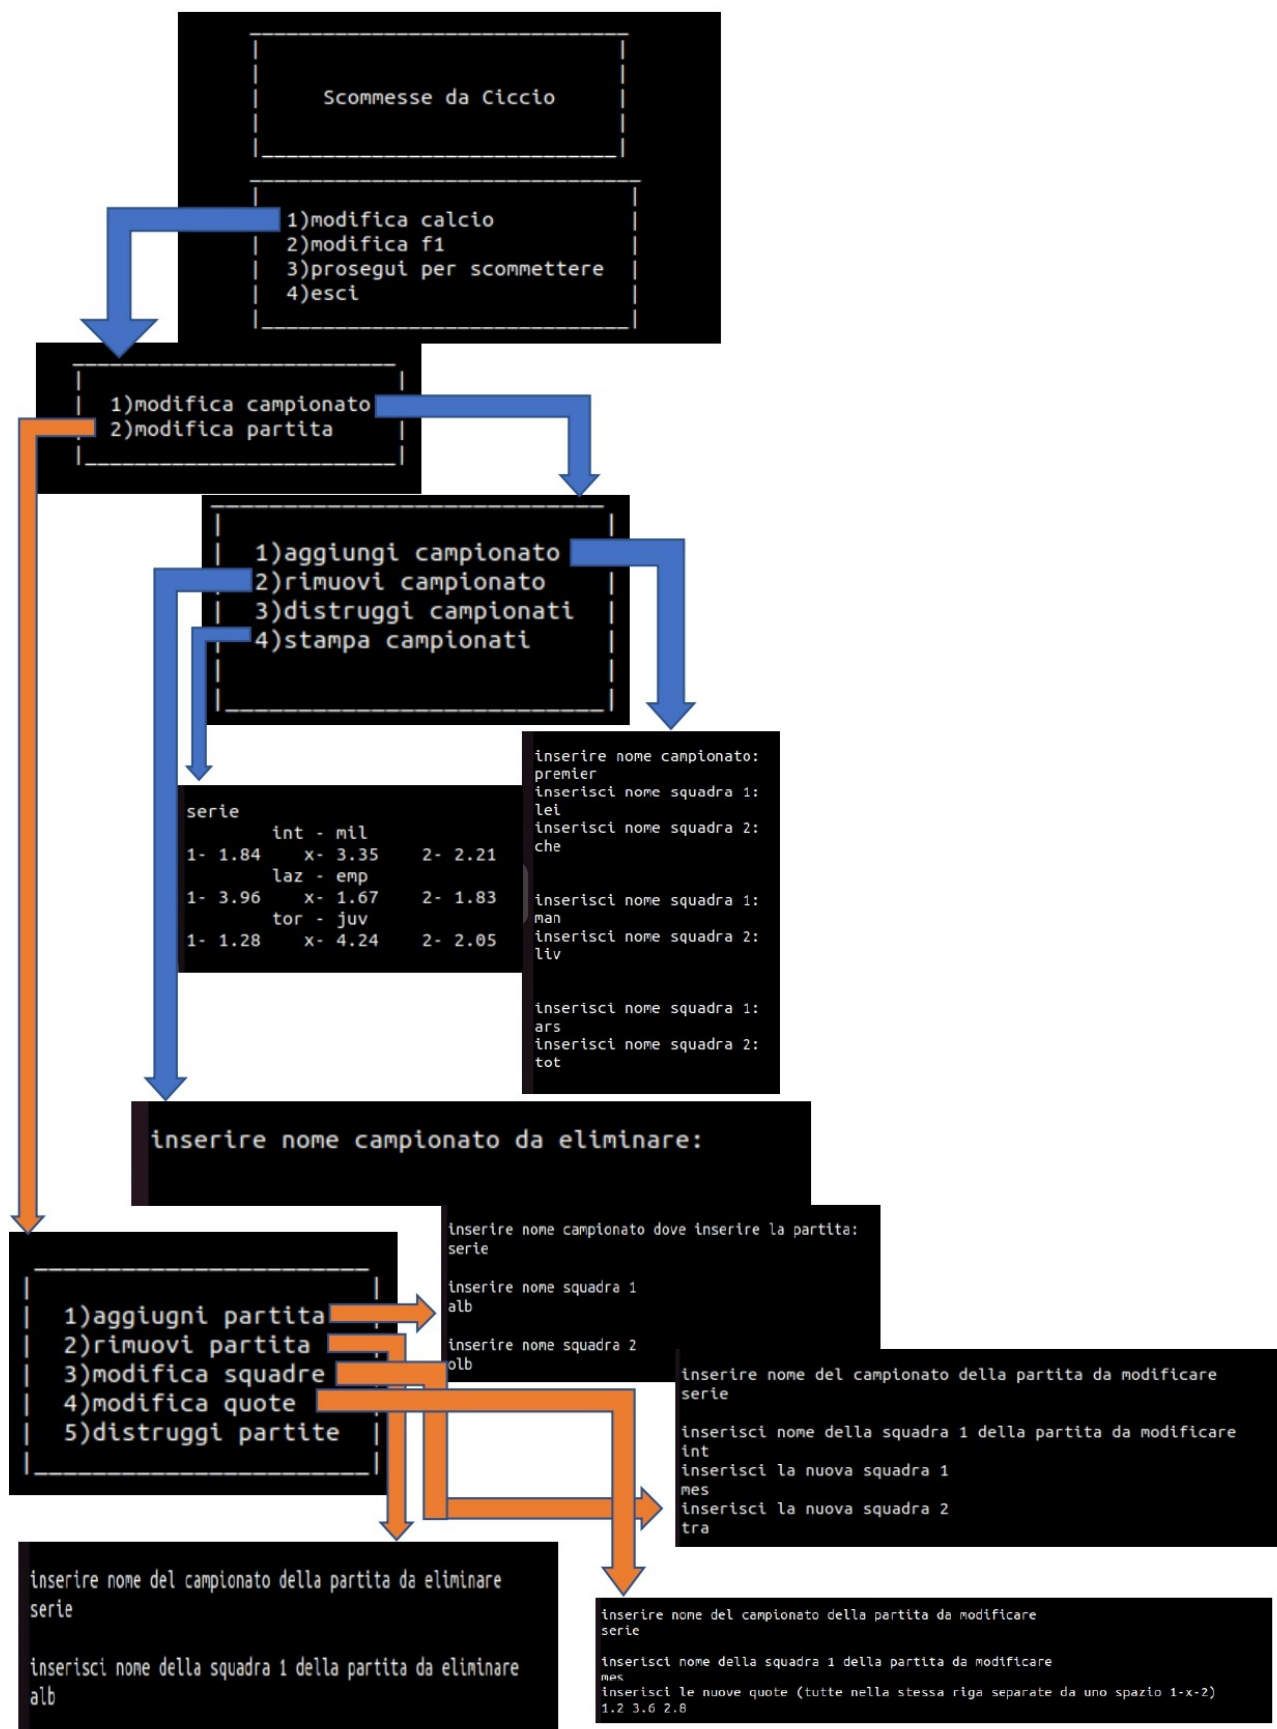 Scommesse da Ciccio
1)modifica calcio
2)modifica f1
3)prosegui per scommettere
4)esci
1)modifica campionato
2)modifica partita
1)aggiungi campionato
2)rimuovi campionato
3)distruggi campionati
4)stampa campionati
serie
int - mil
1- 1.84 x- 3.35 2- 2.21
laz - emp
1- 3.96 x- 1.67 2- 1.83
tor - juv
1- 1.28 x- 4.24 2- 2.05
inserire nome campionato:
premier
inserisci nome squadra 1:
lei
inserisci nome squadra 2:
che
inserisci nome squadra 1:
man
inserisci nome squadra 2:
liv
inserisci nome squadra 1:
ars
inserisci nome squadra 2:
tot
inserire nome campionato da eliminare:
1)aggiugni partita
2)rimuovi partita
3)modifica squadre
4)modifica quote
5)distruggi partite
inserire nome campionato dove inserire la partita:
serie
inserire nome squadra 1
alb
inserire nome squadra 2
olb
inserire nome del campionato della partita da modificare
serie
inserisci nome della squadra 1 della partita da modificare
int
inserisci la nuova squadra 1
mes
inserisci la nuova squadra 2
tra
inserire nome del campionato della partita da eliminare
serie
inserisci nome della squadra 1 della partita da eliminare
alb
inserire nome del campionato della partita da modificare
serie
inserisci nome della squadra 1 della partita da modificare
mes
inserisci le nuove quote (tutte nella stessa riga separate da uno spazio 1-x-2)
1.2 3.6 2.8